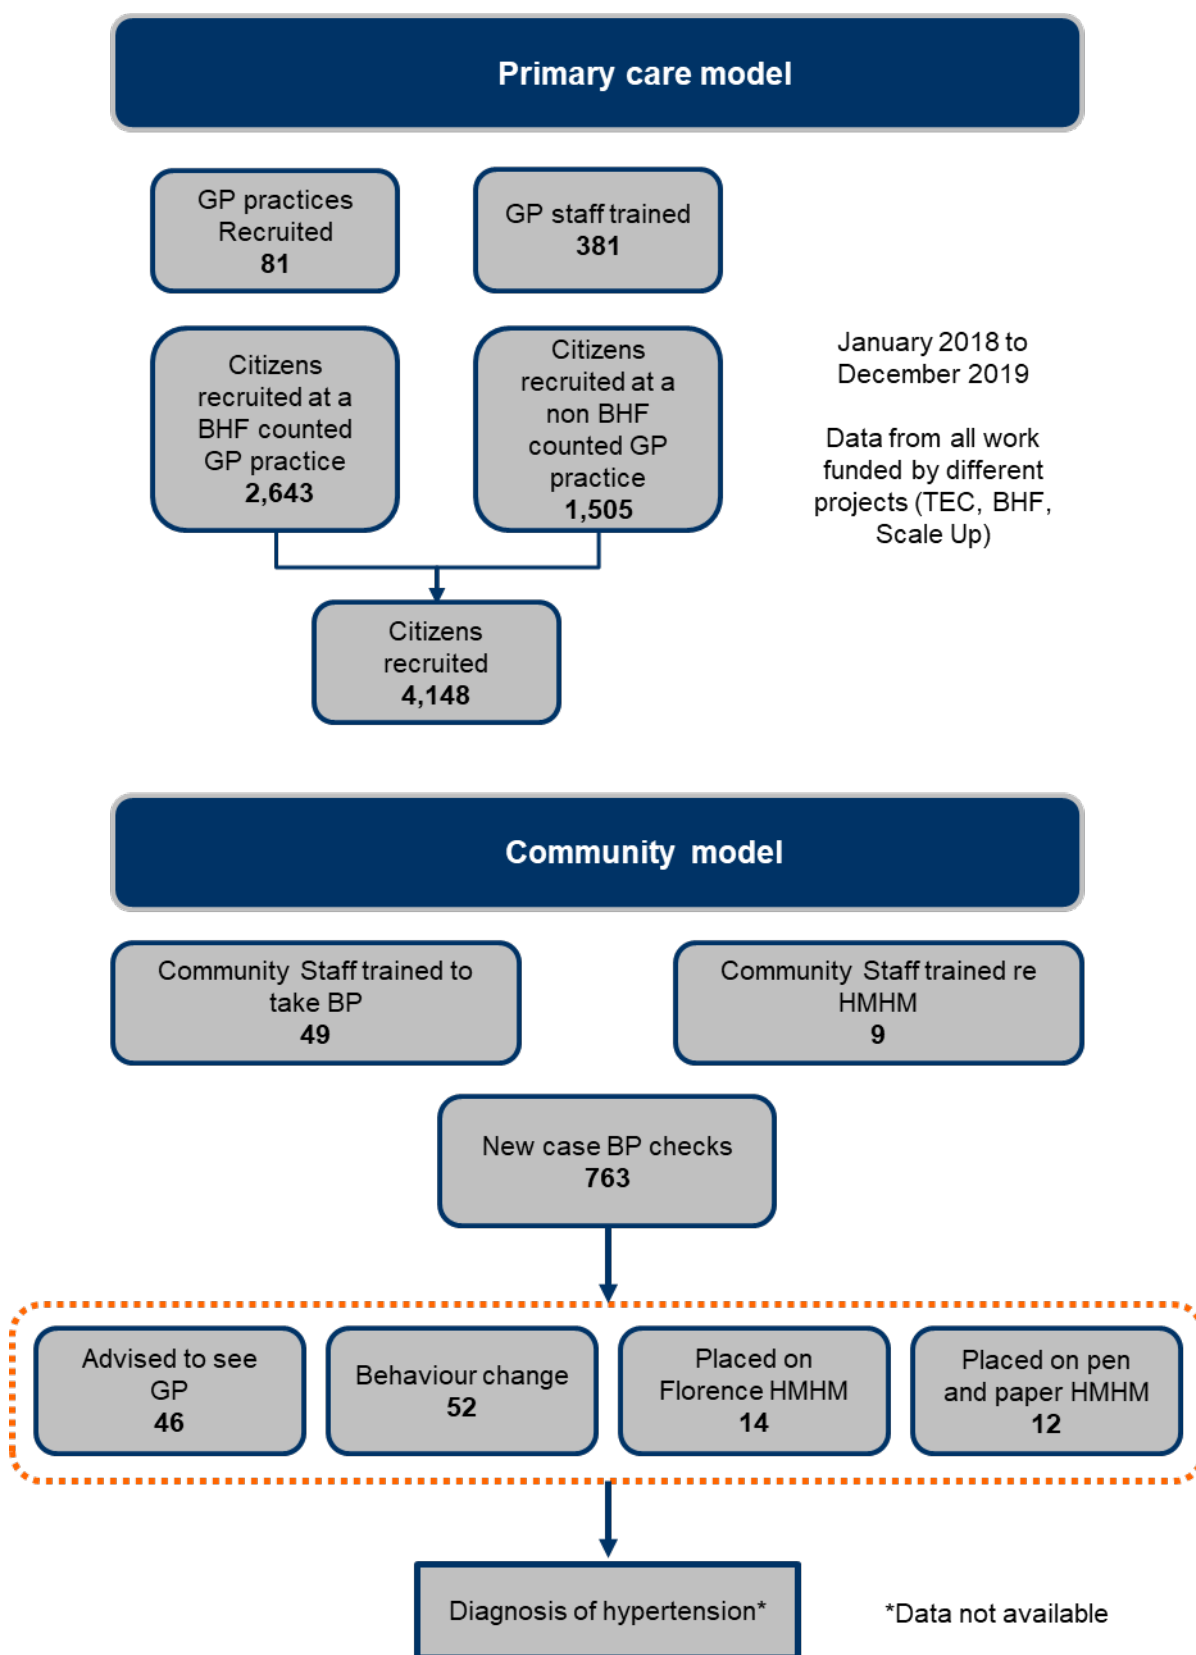 Primary care model
GP practices
Recruited
81
GP staff trained
381
Citizens
recruited at a
BHF counted
GP practice
2,643
Citizens
recruited at a
non BHF
counted GP
practice
1,505
January 2018 to
December 2019
Data from all work
funded by different
projects (TEC, BHF,
Scale Up)
Citizens
recruited
4,148
Community model
Community Staff trained to
take BP
49
Community Staff trained re
HMHM
9
New case BP checks
763
Advised to see
GP
46
Behaviour change
52
Placed on
Florence HMHM
14
Placed on pen
and paper HMHM
12
Diagnosis of hypertension*
*Data not available